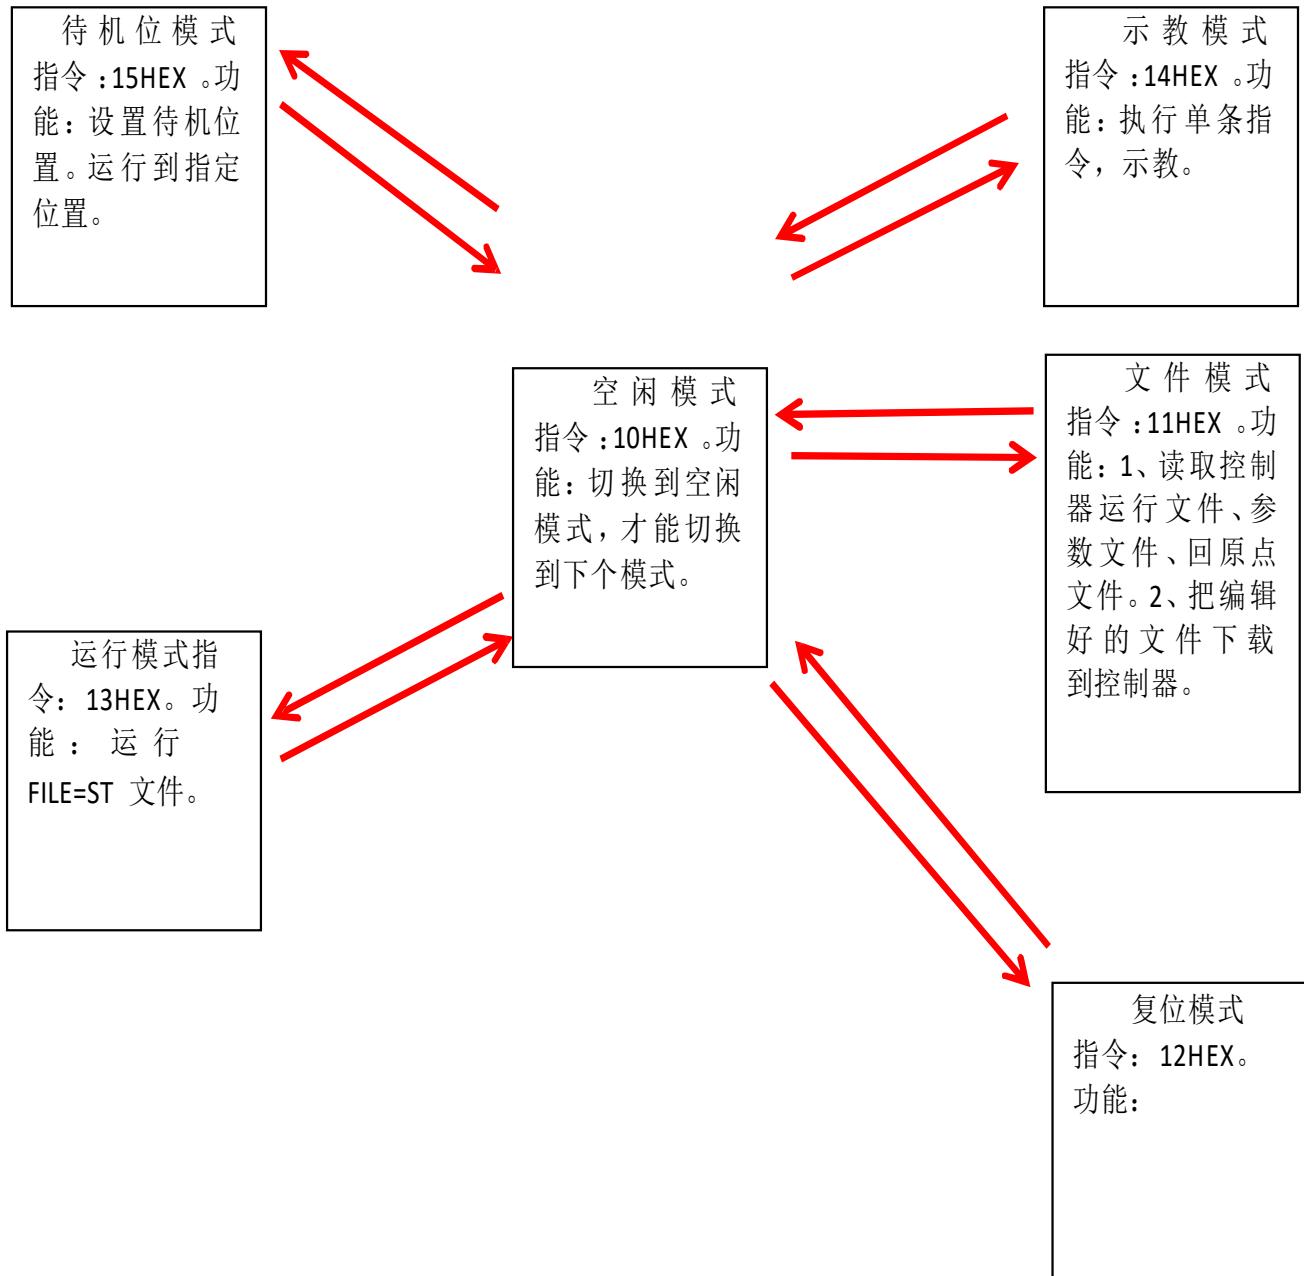 待机位模式
指令：15HEX。功
能：设置待机位
置。运行到指定
位置。
示教模式
指令：14HEX。功
能：执行单条指
令，示教。
空闲模式
指令：10HEX。功
能：切换到空闲
模式，才能切换
到下个模式。
文件模式
指令：11HEX。功
能：1、读取控制
器运行文件、参
数文件、回原点
文件。2、把编辑
好的文件下载
到控制器。
运行模式指
令：13HEX。功
能：运行
FILE=ST 文件。
复位模式
指令：12HEX。
功能：